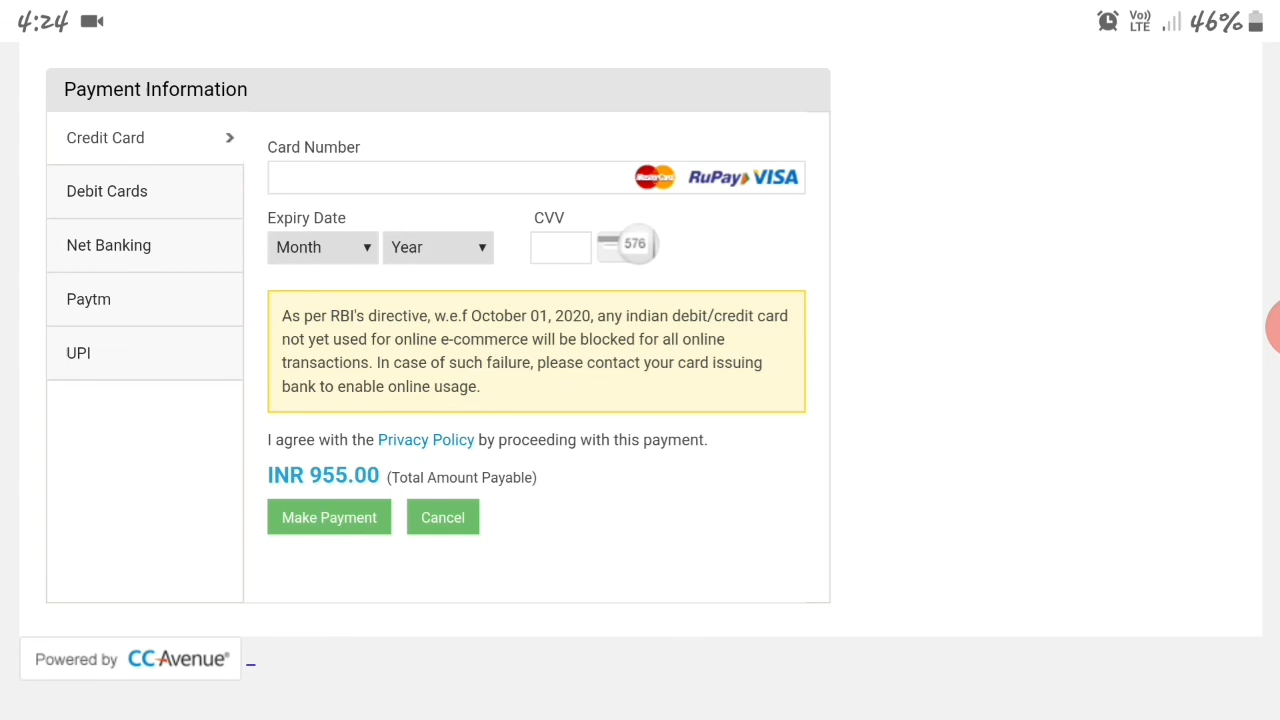 4:24
Vo)) LTE 46%
Payment Information
Credit Card
Debit Cards
Net Banking
Paytm
UPI
Card Number
MasterCard RuPay VISA
Expiry Date CVV
Month Year 576
As per RBI's directive, w.e.f October 01, 2020, any indian debit/credit card
not yet used for online e-commerce will be blocked for all online
transactions. In case of such failure, please contact your card issuing
bank to enable online usage.
I agree with the Privacy Policy by proceeding with this payment.
INR 955.00 (Total Amount Payable)
Make Payment Cancel
Powered by CCAvenue®